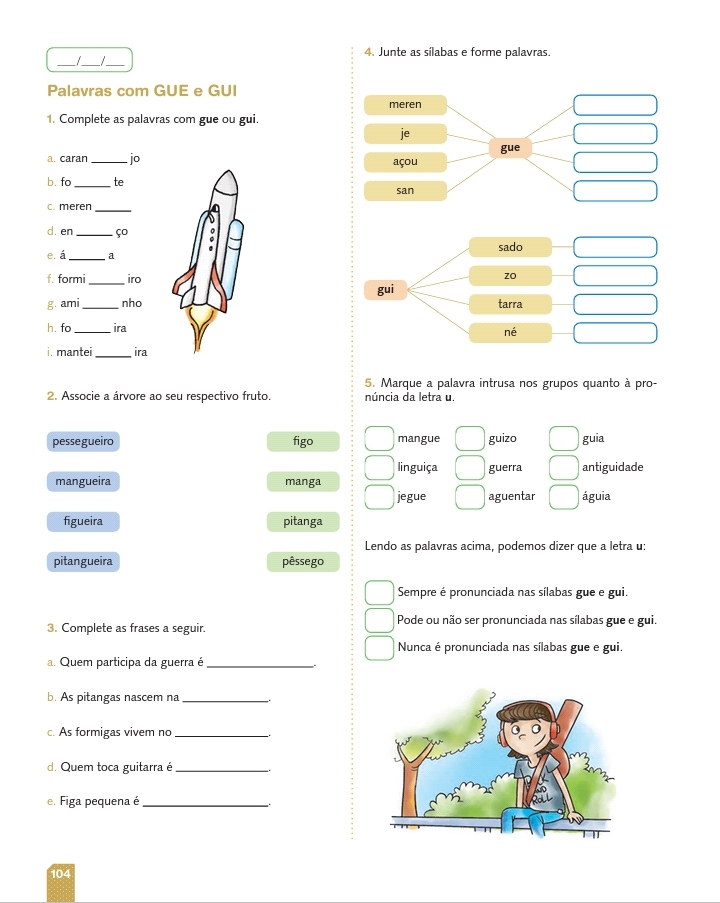 ___/___/___
Palavras com GUE e GUI
1. Complete as palavras com gue ou gui.
a. caran ______ jo
b. fo ______ te
c. meren ______
d. en ______ ço
e. á ______ a
f. formi ______ iro
g. ami ______ nho
h. fo ______ ira
i. mantei ______ ira
2. Associe a árvore ao seu respectivo fruto.
pessegueiro figo
mangueira manga
figueira pitanga
pitangueira pêssego
3. Complete as frases a seguir.
a. Quem participa da guerra é __________________.
b. As pitangas nascem na ______________.
c. As formigas vivem no ________________.
d. Quem toca guitarra é ________________.
e. Figa pequena é _____________________.
104
4. Junte as sílabas e forme palavras.
meren
je
gue
açou
san
sado
zo
gui
tarra
né
5. Marque a palavra intrusa nos grupos quanto à pro-
núncia da letra u.
mangue guizo guia
linguiça guerra antiguidade
jegue aguentar águia
Lendo as palavras acima, podemos dizer que a letra u:
Sempre é pronunciada nas sílabas gue e gui.
Pode ou não ser pronunciada nas sílabas gue e gui.
Nunca é pronunciada nas sílabas gue e gui.
AND
ROLL